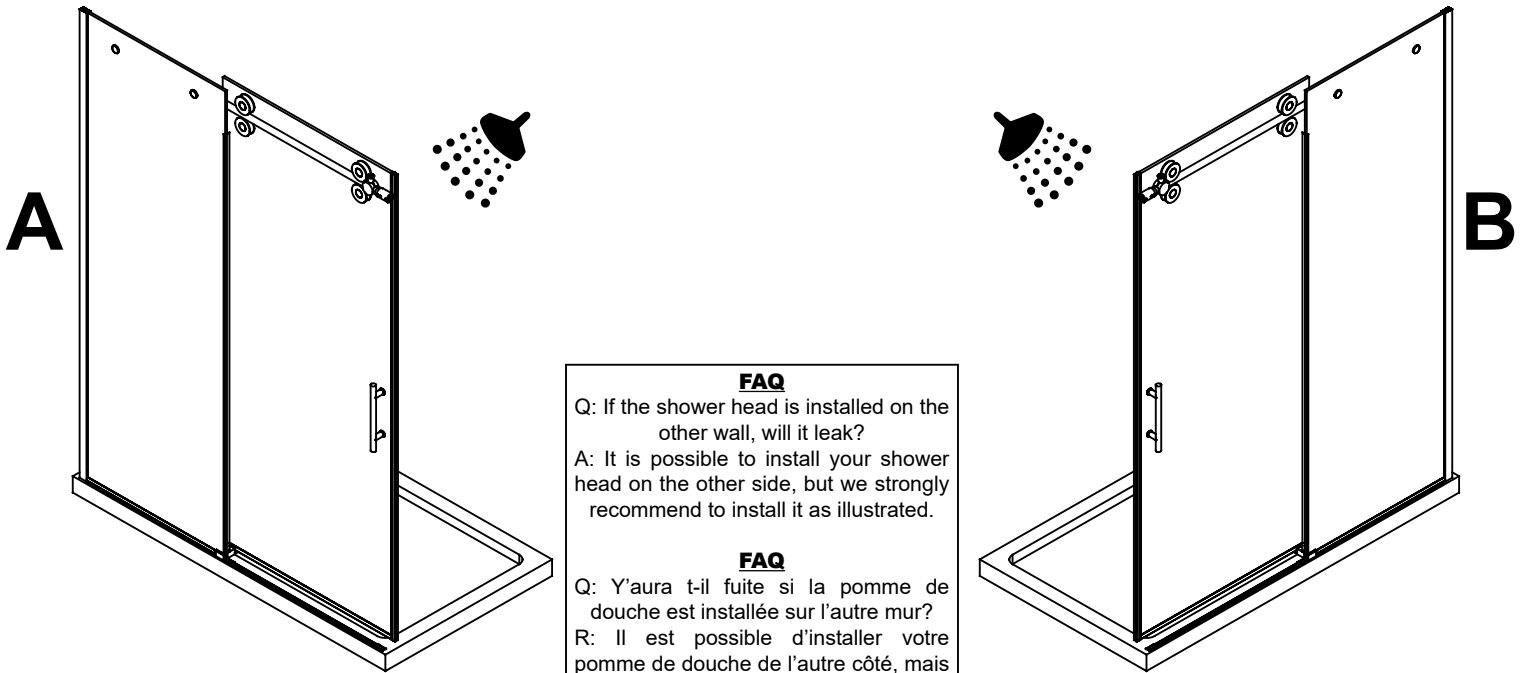 A
B
FAQ
Q: If the shower head is installed on the
other wall, will it leak?
A: It is possible to install your shower
head on the other side, but we strongly
recommend to install it as illustrated.
FAQ
Q: Y’aura t-il fuite si la pomme de
douche est installée sur l’autre mur?
R: Il est possible d’installer votre
pomme de douche de l’autre côté, mais